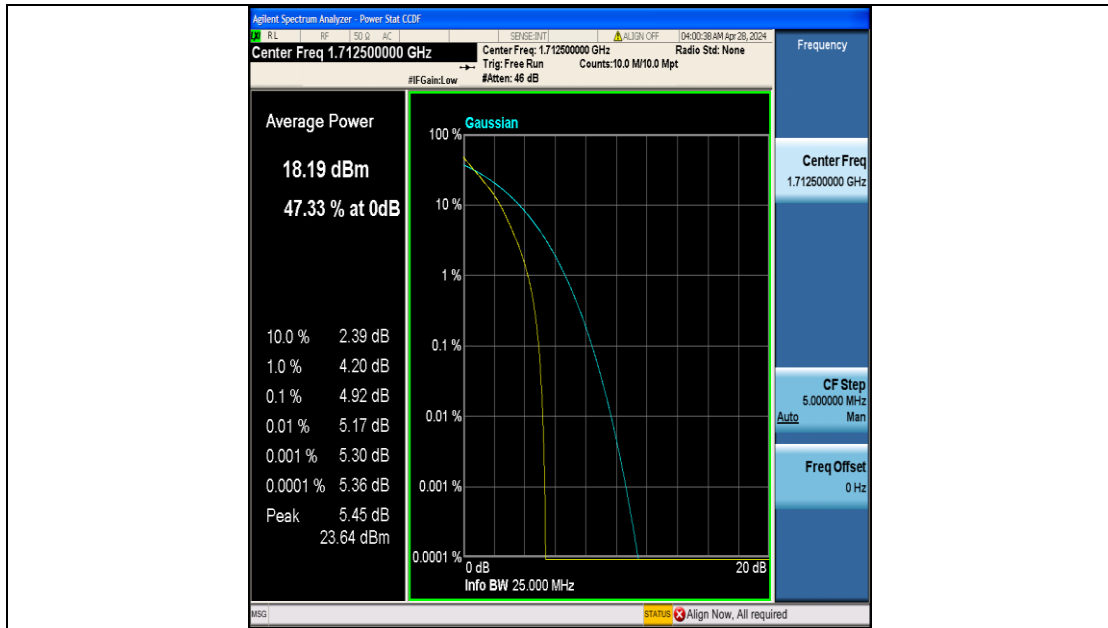 Agilent Spectrum Analyzer - Power Stat CCDF
RL RF 50 Ω AC SENSE:INT ALIGN OFF 04:00:38 AM Apr 28, 2024
Center Freq 1.712500000 GHz
Center Freq: 1.712500000 GHz Radio Std: None
Trig: Free Run Counts:10.0 M/10.0 Mpt
#IFGain:Low #Atten: 46 dB
Frequency
Average Power
18.19 dBm
47.33 % at 0dB
10.0 % 2.39 dB
1.0 % 4.20 dB
0.1 % 4.92 dB
0.01 % 5.17 dB
0.001 % 5.30 dB
0.0001 % 5.36 dB
Peak 5.45 dB
23.64 dBm
Gaussian
100 %
10 %
1 %
0.1 %
0.01 %
0.001 %
0.0001 %
0 dB 20 dB
Info BW 25.000 MHz
Center Freq
1.712500000 GHz
CF Step
5.000000 MHz
Auto Man
Freq Offset
0 Hz
MSG STATUS Align Now, All required